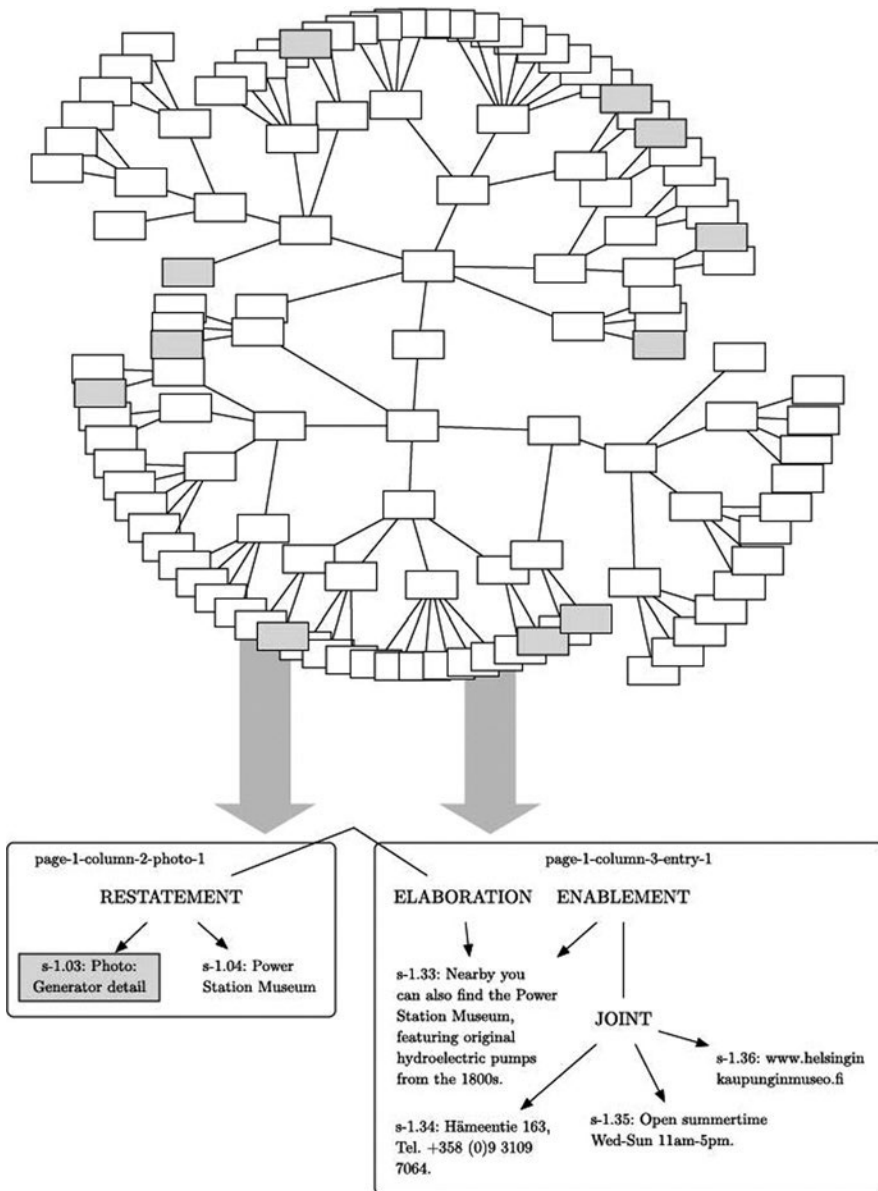 page-1-column-2-photo-1
RESTATEMENT
s-1.03: Photo:
Generator detail
s-1.04: Power
Station Museum
page-1-column-3-entry-1
ELABORATION
ENABLEMENT
s-1.33: Nearby you
can also find the Power
Station Museum,
featuring original
hydroelectric pumps
from the 1800s.
JOINT
s-1.34: Hämeentie 163,
Tel. +358 (0)9 3109
7064.
s-1.35: Open summertime
Wed-Sun 11am-5pm.
s-1.36: www.helsingin
kaupunginmuseo.fi